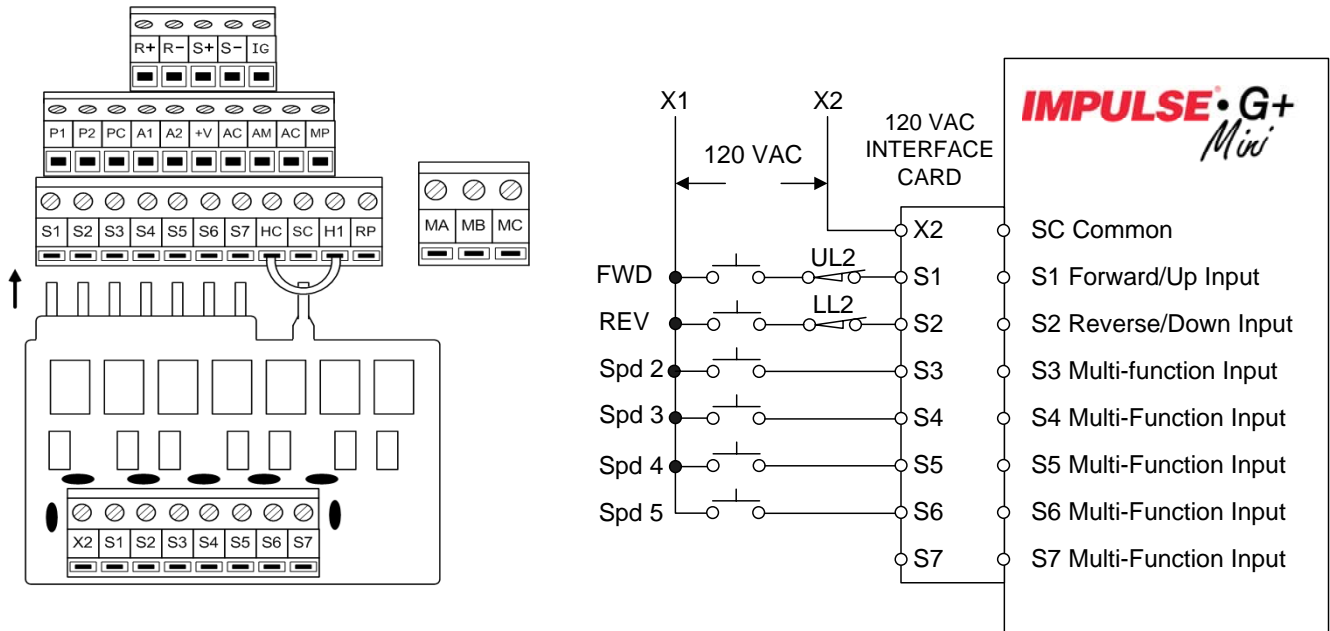 R+ R- S+ S- IG
P1 P2 PC A1 A2 +V AC AM AC MP
S1 S2 S3 S4 S5 S6 S7 HC SC H1 RP
MA MB MC
X2 S1 S2 S3 S4 S5 S6 S7
X1 X2
120 VAC
120 VAC
INTERFACE
CARD
IMPULSE•G+
Mini
X2 SC Common
FWD UL2 S1 S1 Forward/Up Input
REV LL2 S2 S2 Reverse/Down Input
Spd 2 S3 S3 Multi-function Input
Spd 3 S4 S4 Multi-Function Input
Spd 4 S5 S5 Multi-Function Input
Spd 5 S6 S6 Multi-Function Input
S7 S7 Multi-Function Input